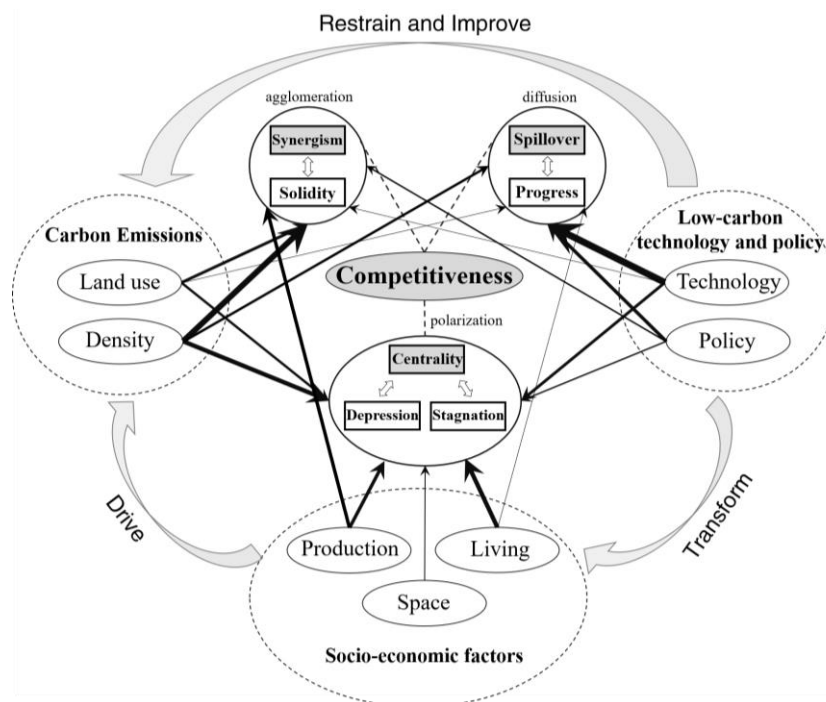 Restrain and Improve
agglomeration
diffusion
Synergism
Spillover
Solidity
Progress
Carbon Emissions
Low-carbon
technology and policy
Land use
Competitiveness
Technology
Density
polarization
Policy
Centrality
Depression
Stagnation
Drive
Transform
Production
Living
Space
Socio-economic factors